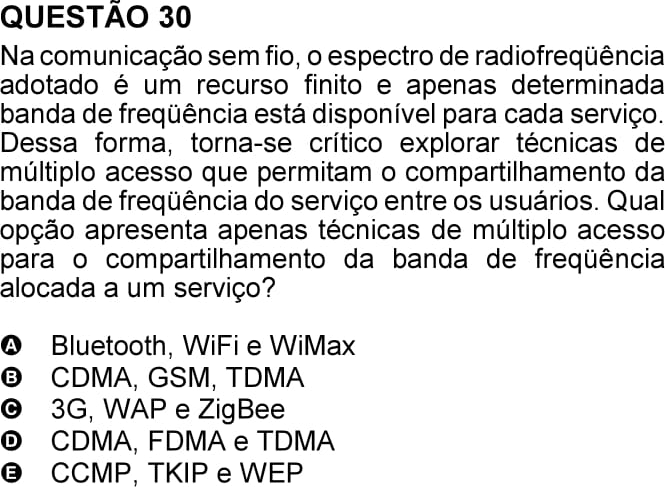 QUESTÃO 30
Na comunicação sem fio, o espectro de radiofreqüência
adotado é um recurso finito e apenas determinada
banda de freqüência está disponível para cada serviço.
Dessa forma, torna-se crítico explorar técnicas de
múltiplo acesso que permitam o compartilhamento da
banda de freqüência do serviço entre os usuários. Qual
opção apresenta apenas técnicas de múltiplo acesso
para o compartilhamento da banda de freqüência
alocada a um serviço?
A Bluetooth, WiFi e WiMax
B CDMA, GSM, TDMA
C 3G, WAP e ZigBee
D CDMA, FDMA e TDMA
E CCMP, TKIP e WEP